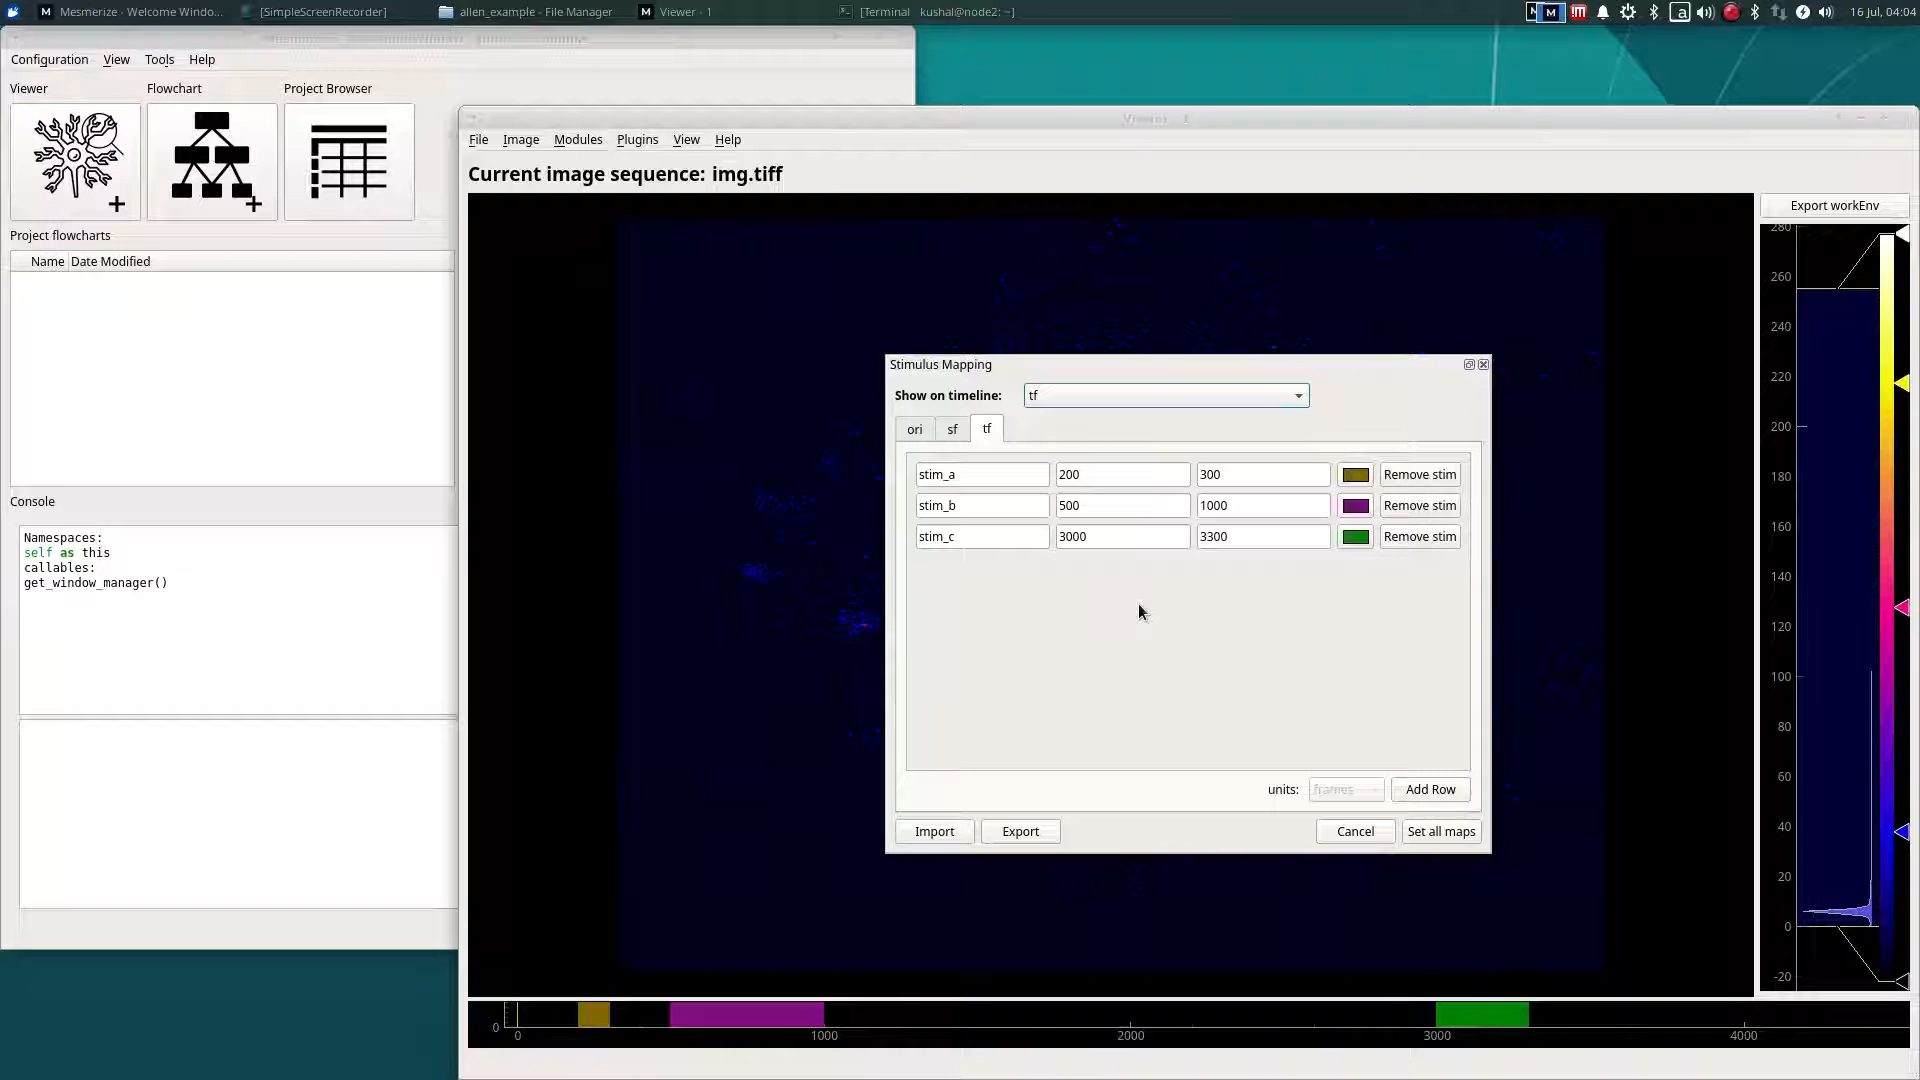 Mesmerize - Welcome Windo...
[SimpleScreenRecorder]
allen_example - File Manager
Viewer - 1
[Terminal kushal@node2: ~]
16 Jul, 04:04
Configuration View Tools Help
Viewer Flowchart Project Browser
Project flowcharts
Name Date Modified
Console
Namespaces:
self as this
callables:
get_window_manager()
Viewer - 1
File Image Modules Plugins View Help
Current image sequence: img.tiff
Export workEnv
280
260
240
220
200
180
160
140
120
100
80
60
40
20
0
-20
Stimulus Mapping
Show on timeline: tf
ori sf tf
stim_a 200 300 Remove stim
stim_b 500 1000 Remove stim
stim_c 3000 3300 Remove stim
units: frames Add Row
Import Export Cancel Set all maps
0
0 1000 2000 3000 4000